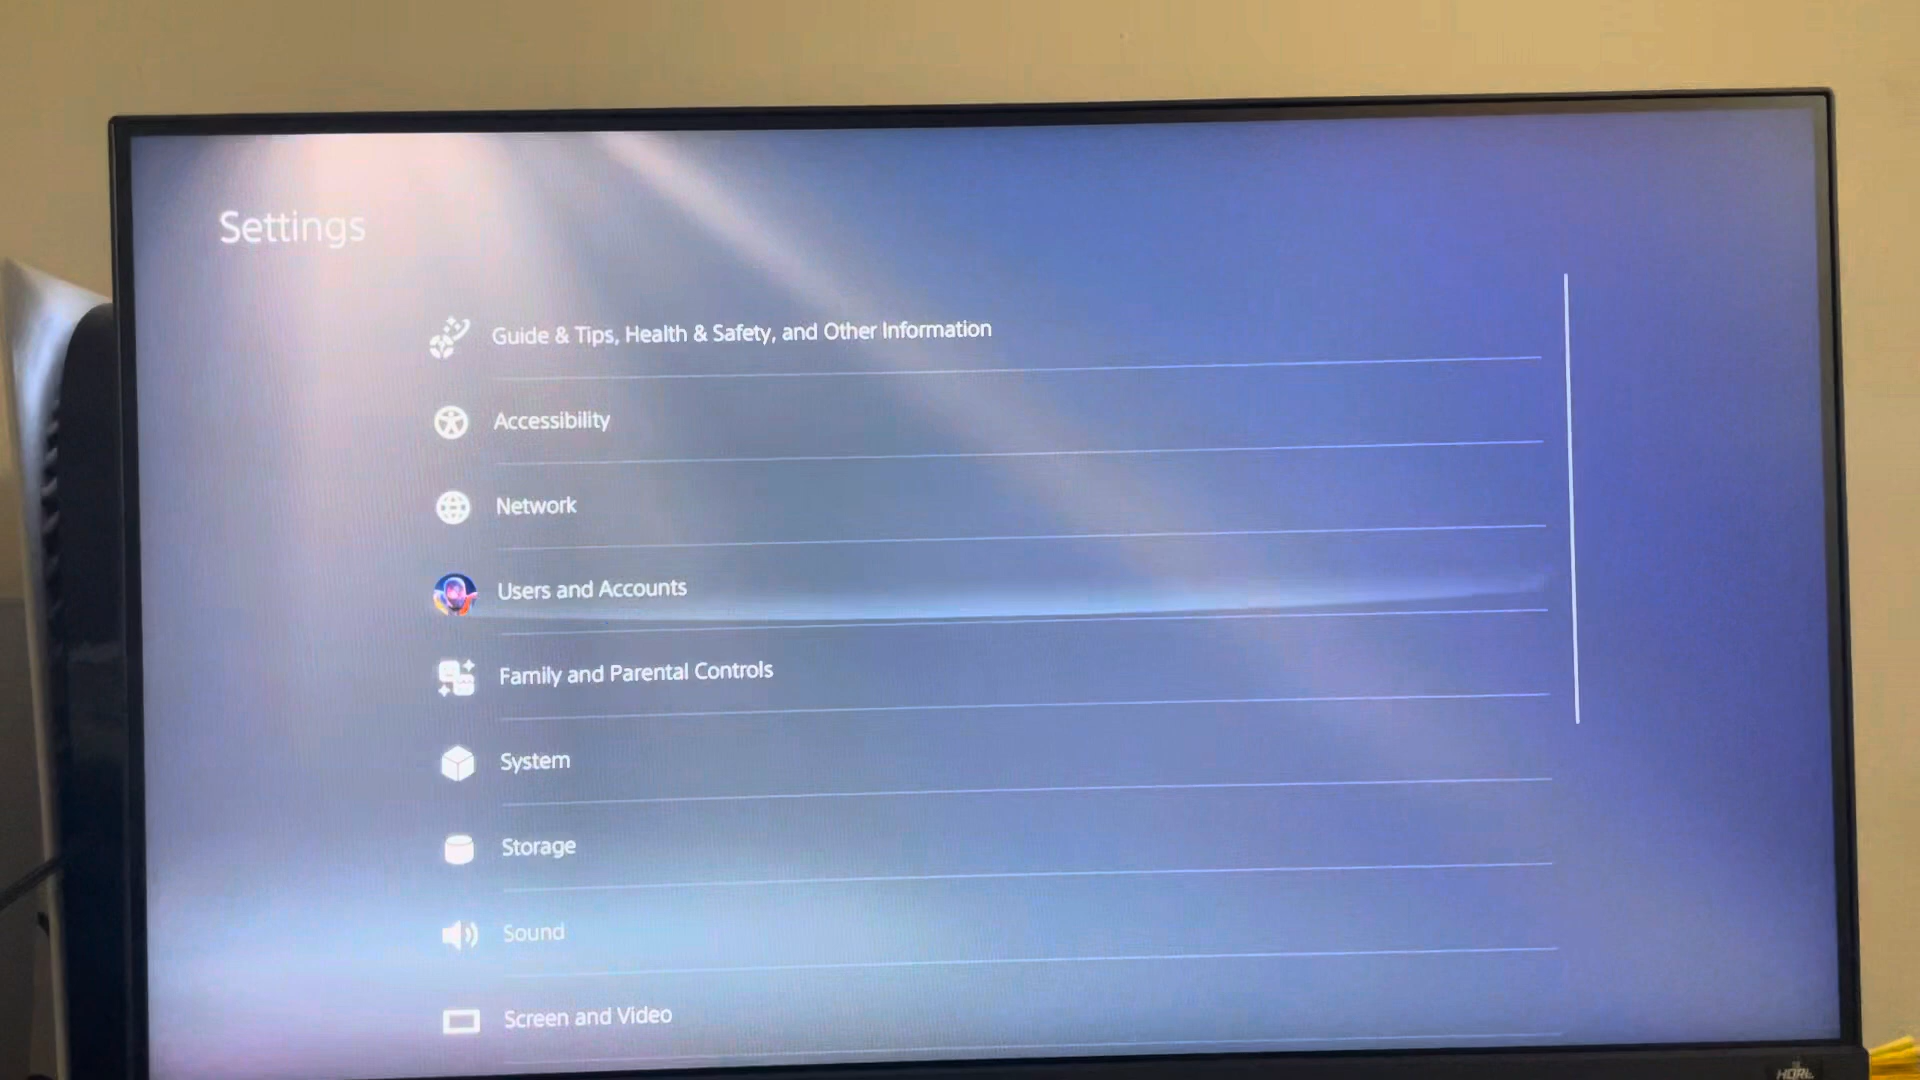 Settings
Guide & Tips, Health & Safety, and Other Information
Accessibility
Network
Users and Accounts
Family and Parental Controls
System
Storage
Sound
Screen and Video
HORI